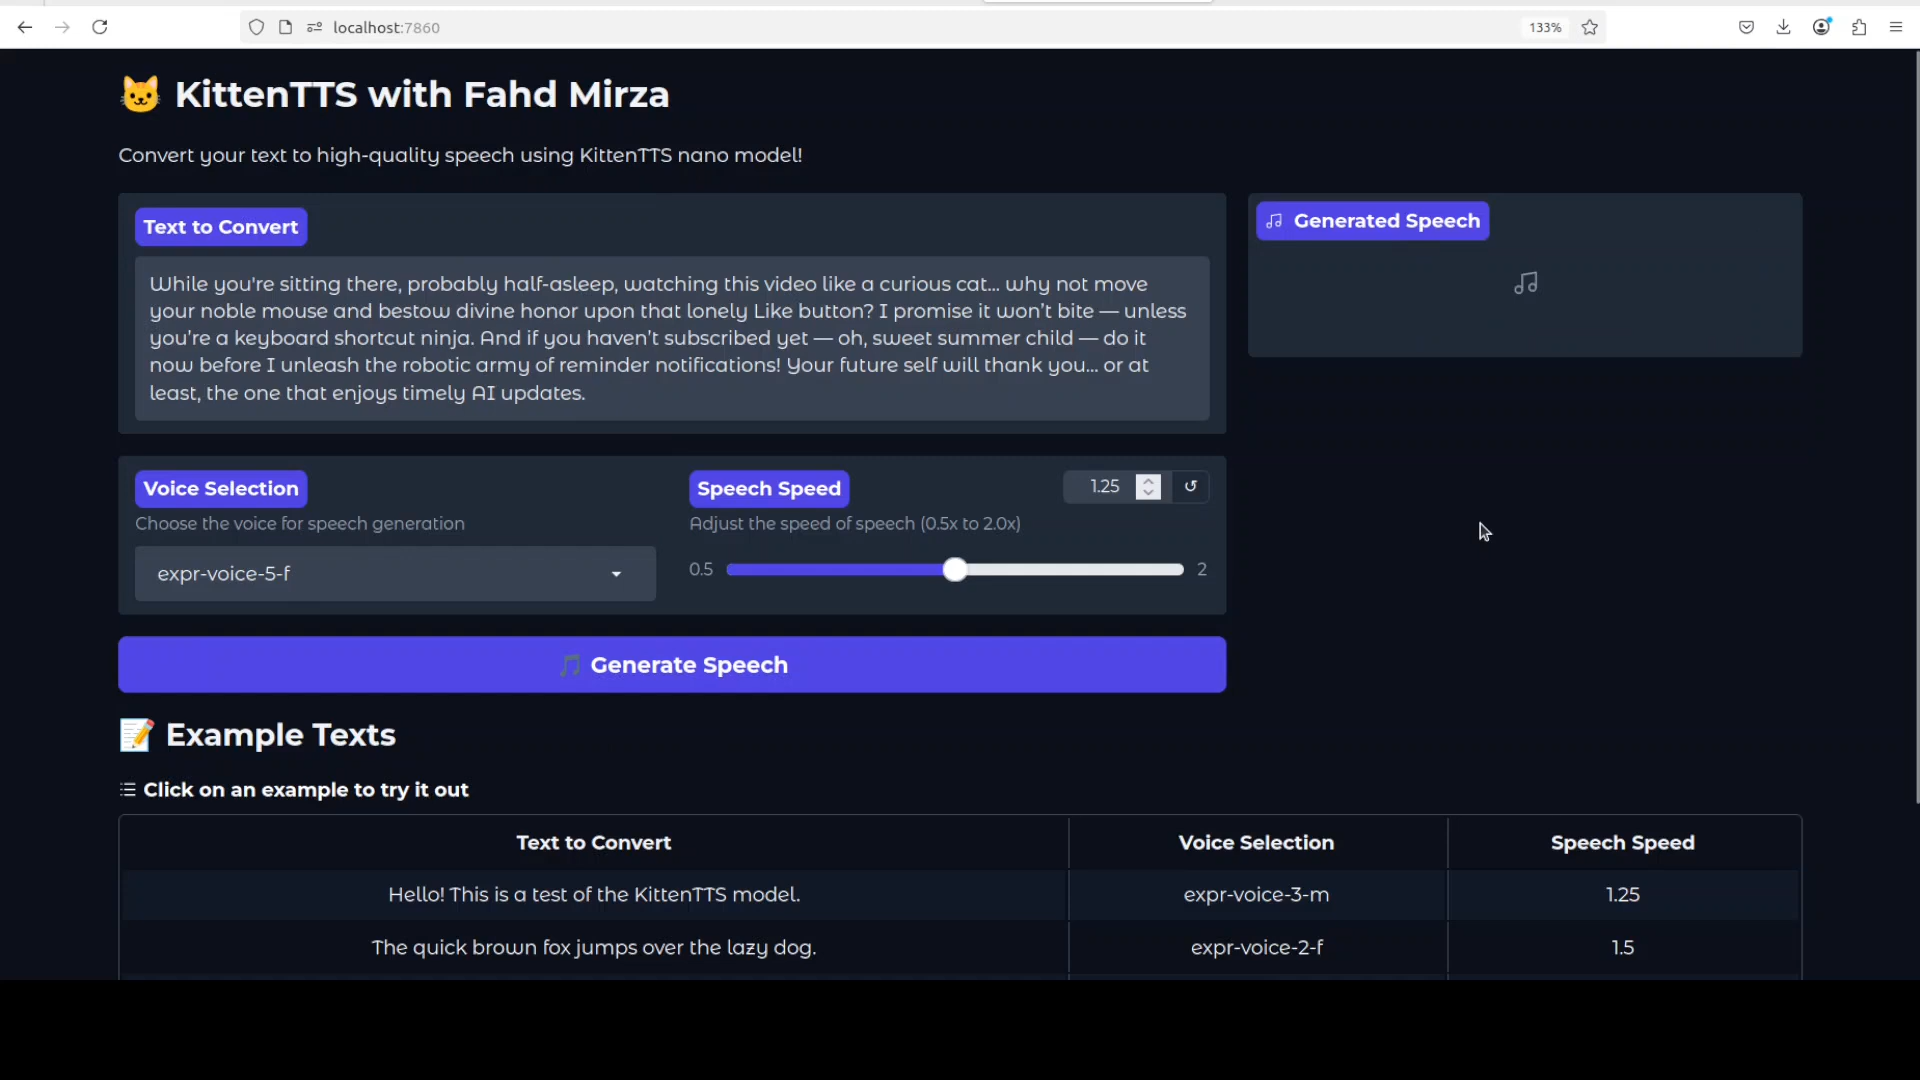 localhost:7860
133%
KittenTTS with Fahd Mirza
Convert your text to high-quality speech using KittenTTS nano model!
Text to Convert
While you're sitting there, probably half-asleep, watching this video like a curious cat... why not move
your noble mouse and bestow divine honor upon that lonely Like button? I promise it won’t bite — unless
you’re a keyboard shortcut ninja. And if you haven’t subscribed yet — oh, sweet summer child — do it
now before I unleash the robotic army of reminder notifications! Your future self will thank you... or at
least, the one that enjoys timely AI updates.
Generated Speech
Voice Selection
Choose the voice for speech generation
expr-voice-5-f
Speech Speed
1.25
Adjust the speed of speech (0.5x to 2.0x)
0.5
2
Generate Speech
Example Texts
Click on an example to try it out
Text to Convert Voice Selection Speech Speed
Hello! This is a test of the KittenTTS model. expr-voice-3-m 1.25
The quick brown fox jumps over the lazy dog. expr-voice-2-f 1.5